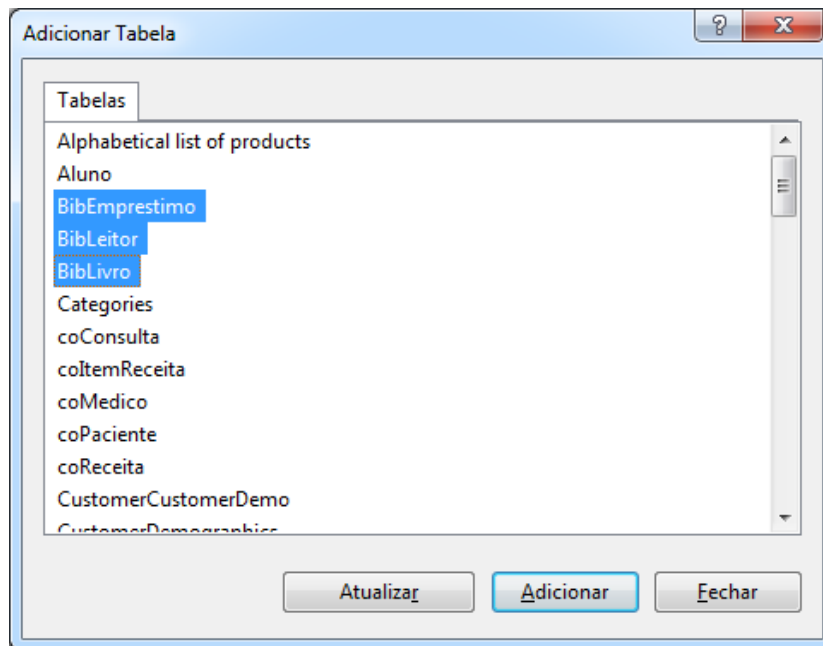 Adicionar Tabela
Tabelas
Alphabetical list of products
Aluno
BibEmprestimo
BibLeitor
BibLivro
Categories
coConsulta
coItemReceita
coMedico
coPaciente
coReceita
CustomerCustomerDemo
CustomerDemographics
Atualizar Adicionar Fechar